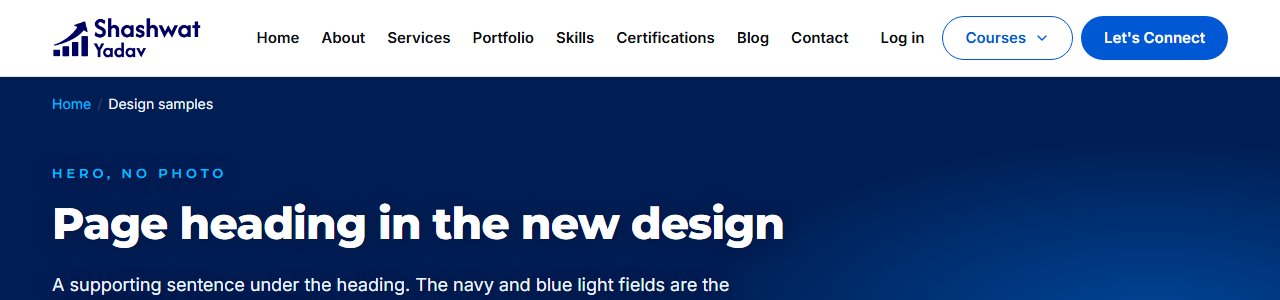 Shashwat
Yadav
Home About Services Portfolio Skills Certifications Blog Contact Log in Courses Let's Connect
Home / Design samples
HERO, NO PHOTO
Page heading in the new design
A supporting sentence under the heading. The navy and blue light fields are the